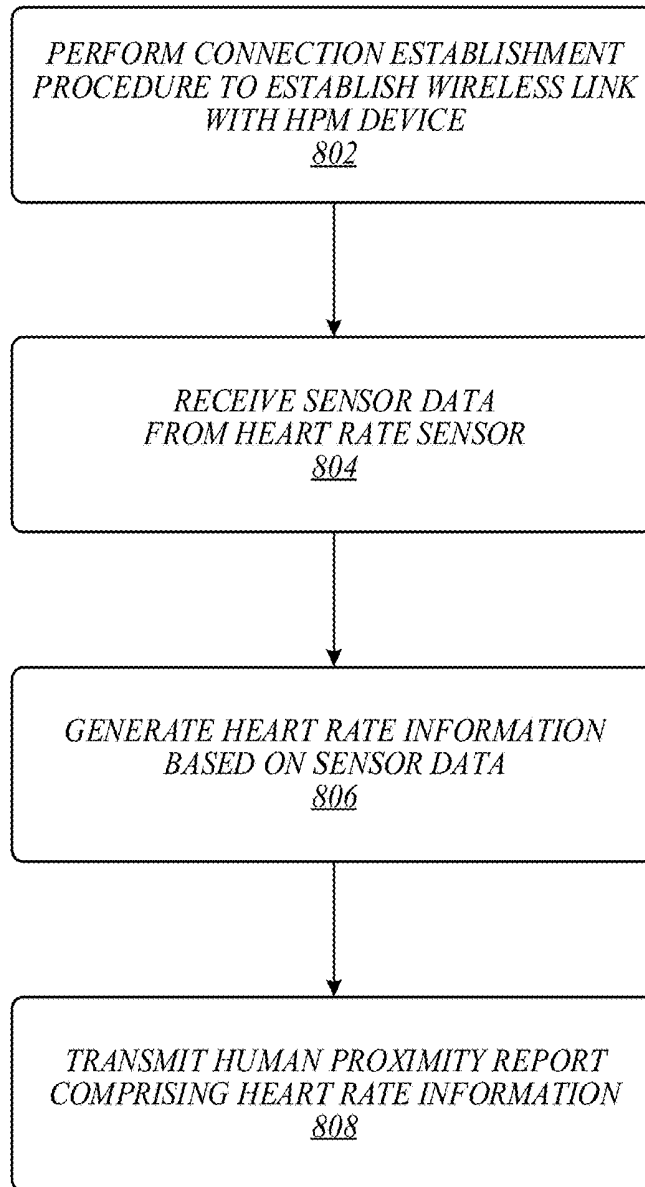 PERFORM CONNECTION ESTABLISHMENT
PROCEDURE TO ESTABLISH WIRELESS LINK
WITH HPM DEVICE
802
RECEIVE SENSOR DATA
FROM HEART RATE SENSOR
804
GENERATE HEART RATE INFORMATION
BASED ON SENSOR DATA
806
TRANSMIT HUMAN PROXIMITY REPORT
COMPRISING HEART RATE INFORMATION
808